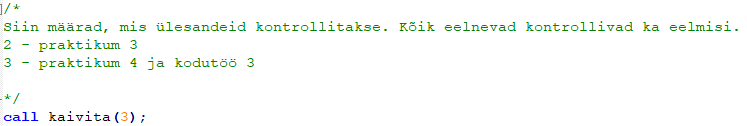 /*
Siin määrad, mis ülesandeid kontrollitakse. Kõik eelnevad kontrollivad ka eelmisi.
2 - praktikum 3
3 - praktikum 4 ja kodutöö 3
*/
call kaivita(3);